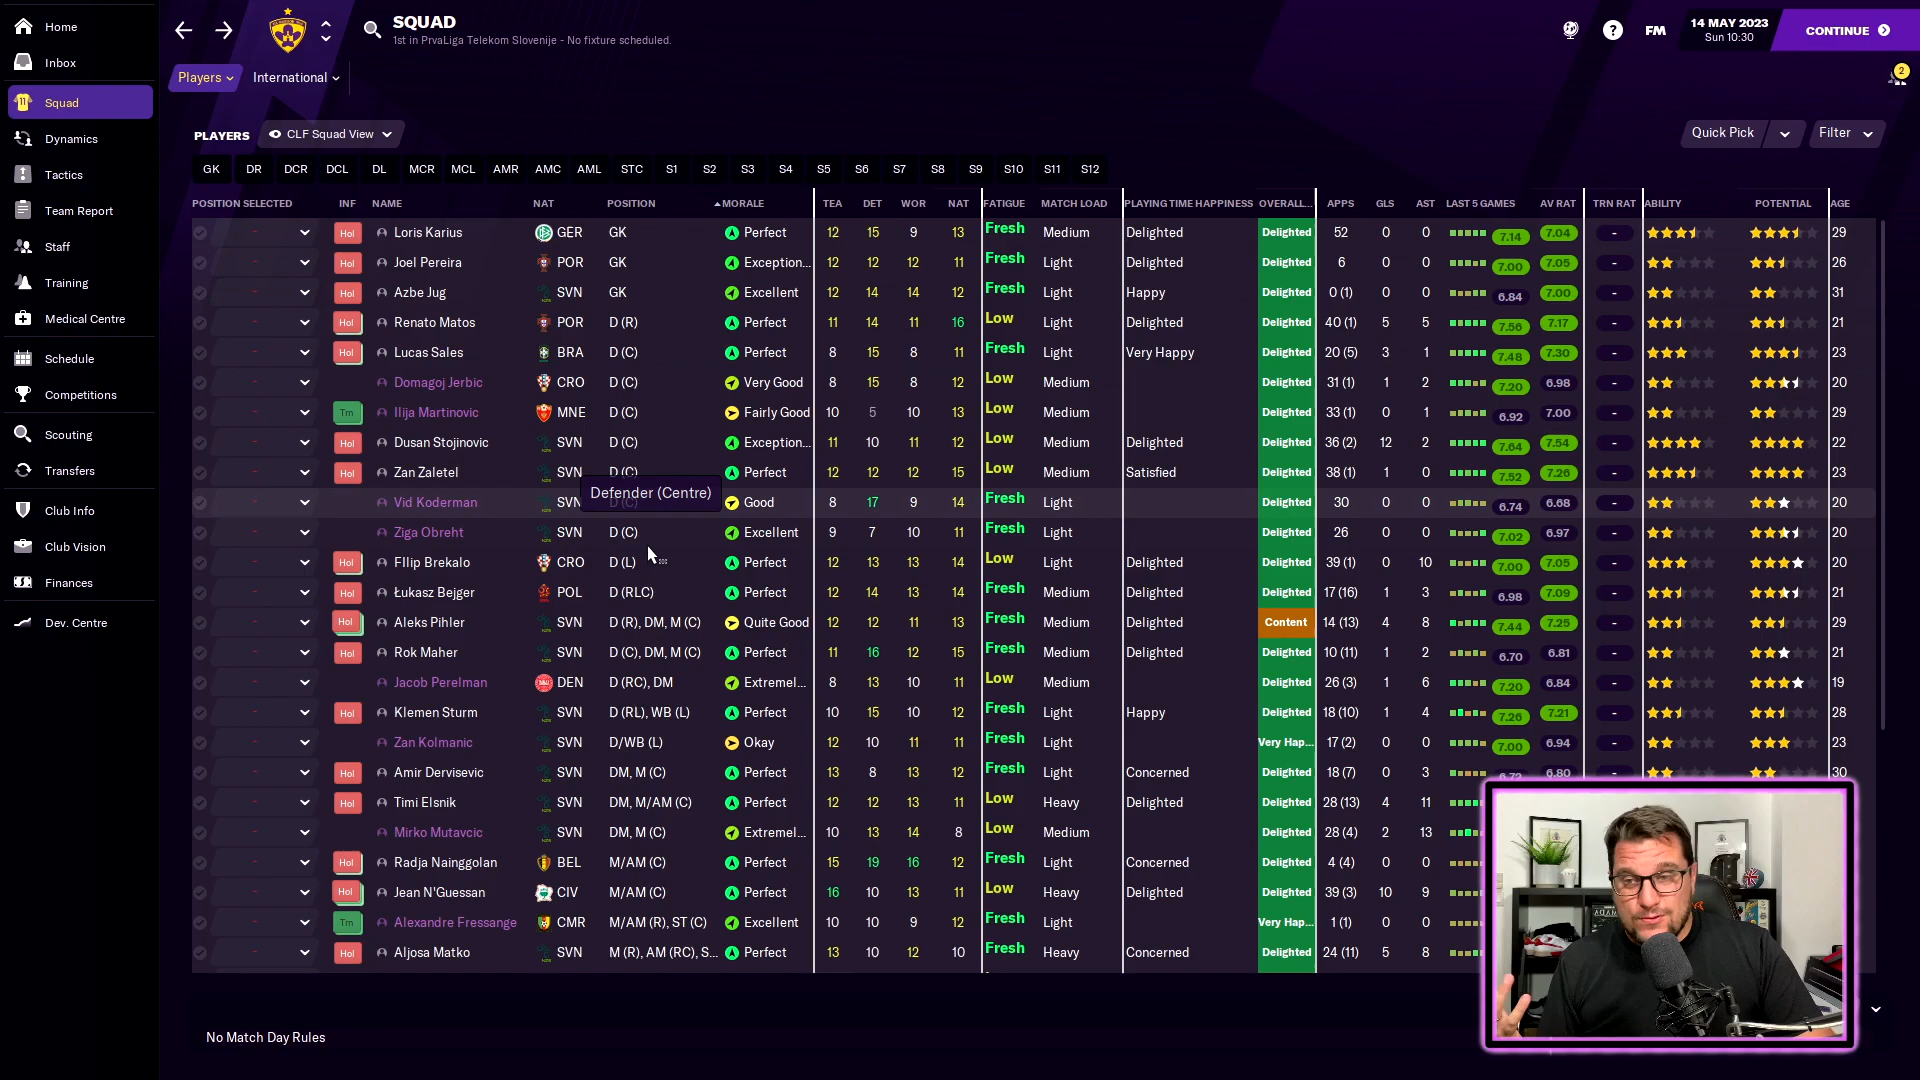 Home
Inbox
Squad
Dynamics
Tactics
Team Report
Staff
Training
Medical Centre
Schedule
Competitions
Scouting
Transfers
Club Info
Club Vision
Finances
Dev. Centre
SQUAD
1st in PrvaLiga Telekom Slovenije - No fixture scheduled.
? FM 14 MAY 2023 Sun 10:30 CONTINUE
Players International 2
PLAYERS CLF Squad View Quick Pick Filter
GK DR DCR DCL DL MCR MCL AMR AMC AML STC S1 S2 S3 S4 S5 S6 S7 S8 S9 S10 S11 S12
POSITION SELECTED INF NAME NAT POSITION MORALE TEA DET WOR NAT FATIGUE MATCH LOAD PLAYING TIME HAPPINESS OVERALL... APPS GLS AST LAST 5 GAMES AV RAT TRN RAT ABILITY POTENTIAL AGE
- Hol Loris Karius GER GK Perfect 12 15 9 13 Fresh Medium Delighted Delighted 52 0 0 7.14 7.04 - 29
- Hol Joel Pereira POR GK Exception... 12 12 12 11 Fresh Light Delighted Delighted 6 0 0 7.00 7.05 - 26
- Hol Azbe Jug SVN GK Excellent 12 14 14 12 Fresh Light Happy Delighted 0 (1) 0 0 6.84 7.00 - 31
- Hol Renato Matos POR D (R) Perfect 11 14 11 16 Low Light Delighted Delighted 40 (1) 5 5 7.56 7.17 - 21
- Hol Lucas Sales BRA D (C) Perfect 8 15 8 11 Fresh Light Very Happy Delighted 20 (5) 3 1 7.48 7.30 - 23
- Domagoj Jerbic CRO D (C) Very Good 8 15 8 12 Low Medium Delighted 31 (1) 1 2 7.20 6.98 - 20
- Trn Ilija Martinovic MNE D (C) Fairly Good 10 5 10 13 Low Medium Delighted 33 (1) 0 1 6.92 7.00 - 29
- Hol Dusan Stojinovic SVN D (C) Exception... 11 10 11 12 Low Medium Delighted Delighted 36 (2) 12 2 7.64 7.54 - 22
- Hol Zan Zaletel SVN D (C) Perfect 12 12 12 15 Low Medium Satisfied Delighted 38 (1) 1 0 7.52 7.26 - 23
Defender (Centre)
- Vid Koderman SVN D (C) Good 8 17 9 14 Fresh Light Delighted 30 0 0 6.74 6.68 - 20
- Ziga Obreht SVN D (C) Excellent 9 7 10 11 Fresh Light Delighted 26 0 0 7.02 6.97 - 20
- Hol FIlip Brekalo CRO D (L) Perfect 12 13 13 14 Low Light Delighted Delighted 39 (1) 0 10 7.00 7.05 - 20
- Hol Łukasz Bejger POL D (RLC) Perfect 12 14 13 14 Fresh Medium Delighted Delighted 17 (16) 1 3 6.98 7.09 - 21
- Hol Aleks Pihler SVN D (R), DM, M (C) Quite Good 12 12 11 13 Fresh Medium Delighted Content 14 (13) 4 8 7.44 7.25 - 29
- Hol Rok Maher SVN D (C), DM, M (C) Perfect 11 16 12 15 Fresh Medium Delighted Delighted 10 (11) 1 2 6.70 6.81 - 21
- Jacob Perelman DEN D (RC), DM Extremel... 8 13 10 11 Low Medium Delighted 26 (3) 1 6 7.20 6.84 - 19
- Hol Klemen Sturm SVN D (RL), WB (L) Perfect 10 15 10 12 Fresh Light Happy Delighted 18 (10) 1 4 7.26 7.21 - 28
- Zan Kolmanic SVN D/WB (L) Okay 12 10 11 11 Fresh Light Very Hap... 17 (2) 0 0 7.00 6.94 - 23
- Hol Amir Dervisevic SVN DM, M (C) Perfect 13 8 13 12 Fresh Light Concerned Delighted 18 (7) 0 3 6.72 6.80 - 30
- Hol Timi Elsnik SVN DM, M/AM (C) Perfect 12 12 13 11 Low Heavy Delighted Delighted 28 (13) 4 11
- Mirko Mutavcic SVN DM, M (C) Extremel... 10 13 14 8 Low Medium Delighted 28 (4) 2 13
- Hol Radja Nainggolan BEL M/AM (C) Perfect 15 19 16 12 Fresh Light Concerned Delighted 4 (4) 0 0
- Hol Jean N'Guessan CIV M/AM (C) Perfect 16 10 13 11 Low Heavy Delighted Delighted 39 (3) 10 9
- Trn Alexandre Fressange CMR M/AM (R), ST (C) Excellent 10 10 9 12 Fresh Light Very Hap... 1 (1) 0 0
- Hol Aljosa Matko SVN M (R), AM (RC), S... Perfect 13 10 12 10 Fresh Heavy Concerned Delighted 24 (11) 5 8
No Match Day Rules